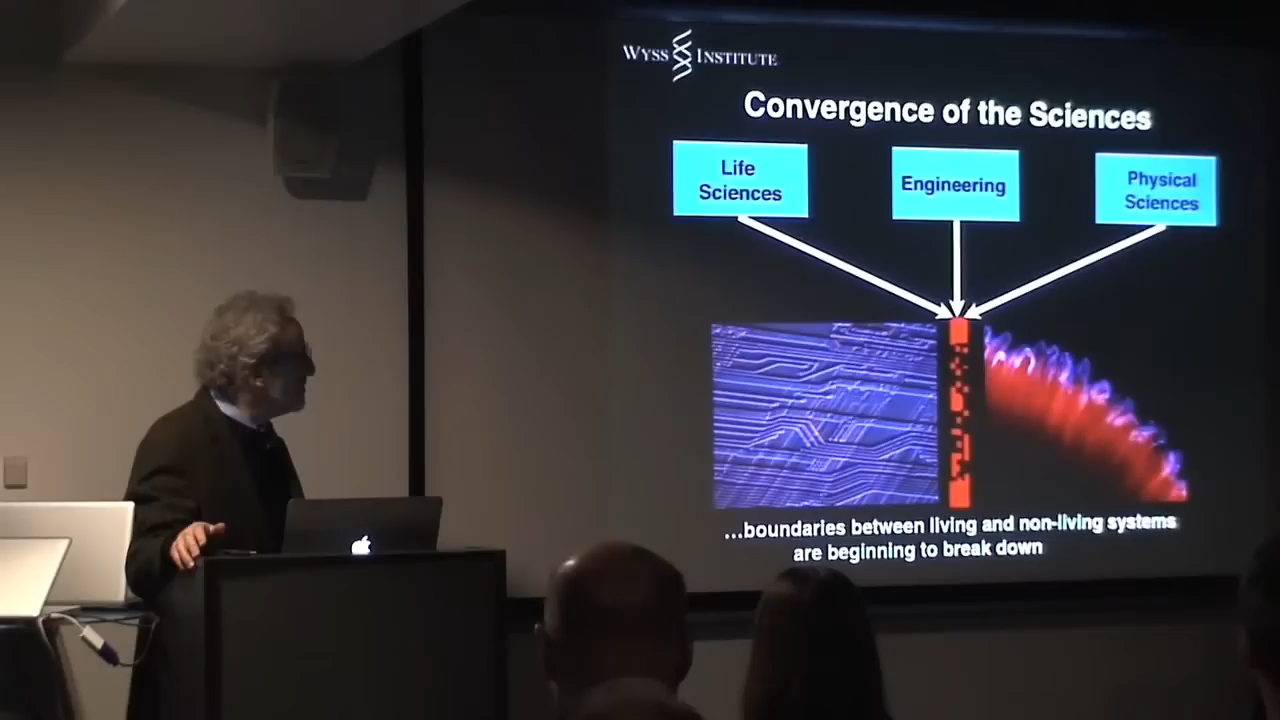 WYSS INSTITUTE
Convergence of the Sciences
Life
Sciences
Engineering
Physical
Sciences
...boundaries between living and non-living systems
are beginning to break down